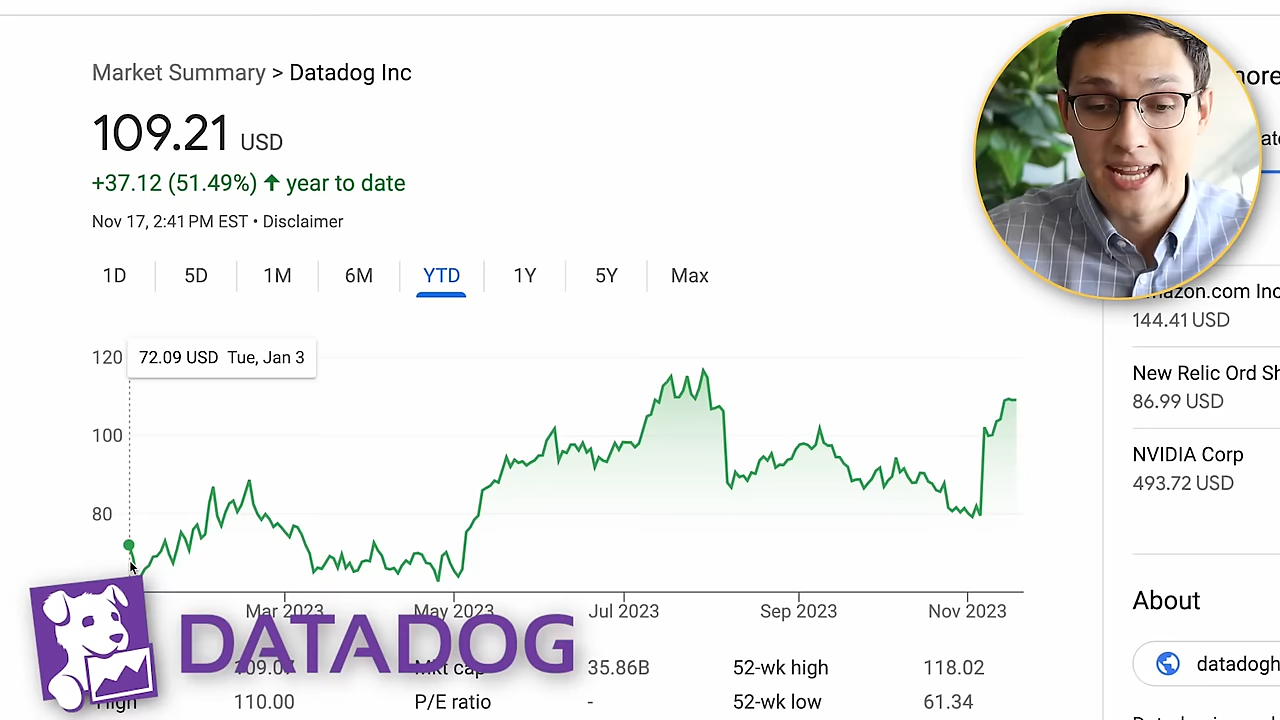 Market Summary > Datadog Inc
109.21 USD
+37.12 (51.49%) ↑ year to date
Nov 17, 2:41 PM EST • Disclaimer
1D 5D 1M 6M YTD 1Y 5Y Max
72.09 USD Tue, Jan 3
120
100
80
Mar 2023 May 2023 Jul 2023 Sep 2023 Nov 2023
DATADOG
Mkt cap 35.86B 52-wk high 118.02
High 110.00 P/E ratio - 52-wk low 61.34
144.41 USD
New Relic Ord Sh
86.99 USD
NVIDIA Corp
493.72 USD
About